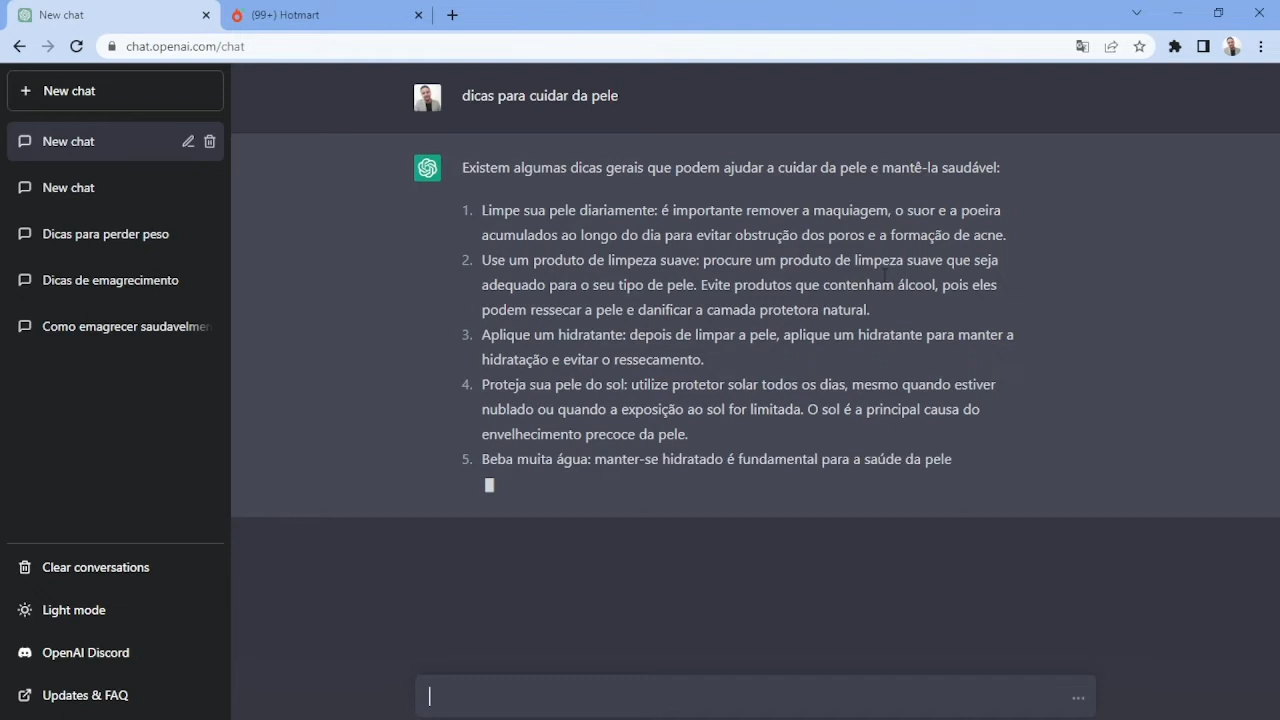 New chat
(99+) Hotmart
chat.openai.com/chat
New chat
New chat
New chat
Dicas para perder peso
Dicas de emagrecimento
Como emagrecer saudavelmen
Clear conversations
Light mode
OpenAI Discord
Updates & FAQ
dicas para cuidar da pele
Existem algumas dicas gerais que podem ajudar a cuidar da pele e mantê-la saudável:
1. Limpe sua pele diariamente: é importante remover a maquiagem, o suor e a poeira
acumulados ao longo do dia para evitar obstrução dos poros e a formação de acne.
2. Use um produto de limpeza suave: procure um produto de limpeza suave que seja
adequado para o seu tipo de pele. Evite produtos que contenham álcool, pois eles
podem ressecar a pele e danificar a camada protetora natural.
3. Aplique um hidratante: depois de limpar a pele, aplique um hidratante para manter a
hidratação e evitar o ressecamento.
4. Proteja sua pele do sol: utilize protetor solar todos os dias, mesmo quando estiver
nublado ou quando a exposição ao sol for limitada. O sol é a principal causa do
envelhecimento precoce da pele.
5. Beba muita água: manter-se hidratado é fundamental para a saúde da pele